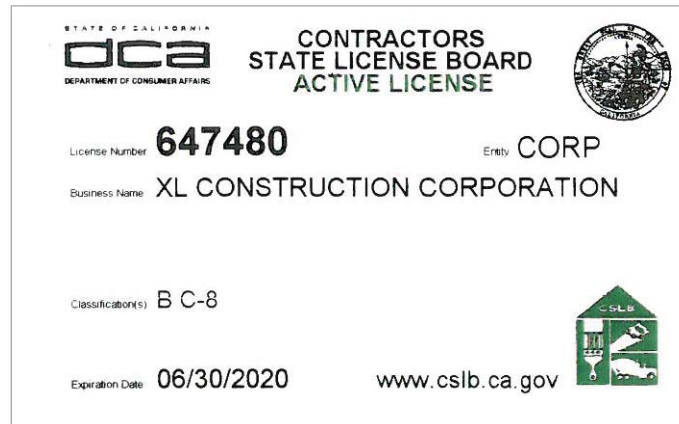 STATE OF CALIFORNIA
dca
DEPARTMENT OF CONSUMER AFFAIRS
CONTRACTORS
STATE LICENSE BOARD
ACTIVE LICENSE
License Number 647480
Entity CORP
Business Name XL CONSTRUCTION CORPORATION
Classification(s) B C-8
CSLB
Expiration Date 06/30/2020
www.cslb.ca.gov